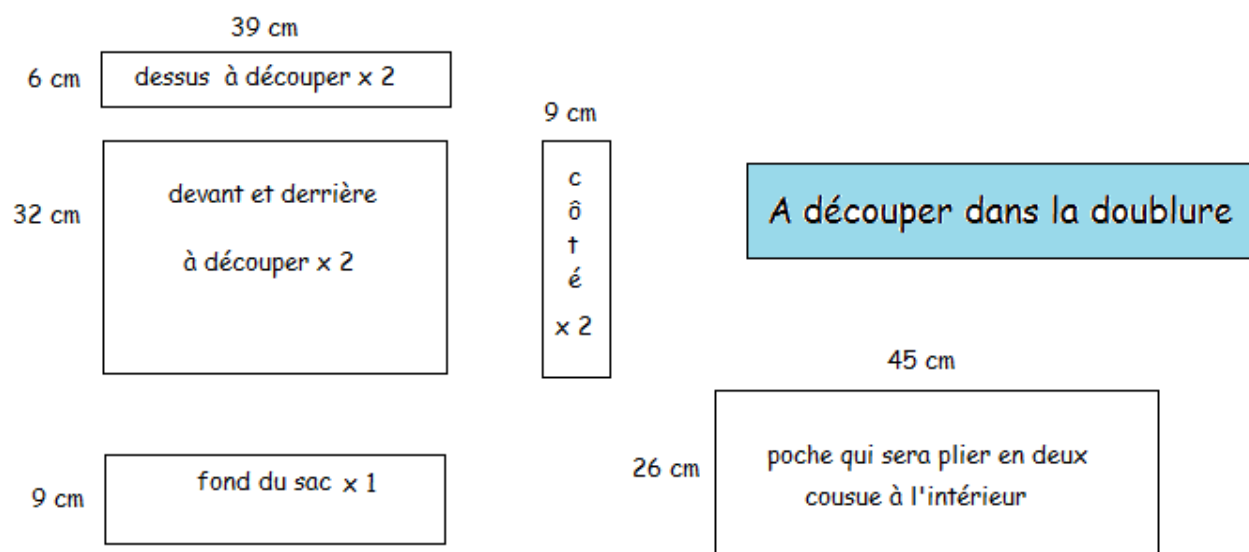 39 cm
6 cm
dessus à découper x 2
9 cm
32 cm
devant et derrière
à découper x 2
c
ô
t
é
x 2
A découper dans la doublure
45 cm
9 cm
fond du sac x 1
26 cm
poche qui sera plier en deux
cousue à l'intérieur